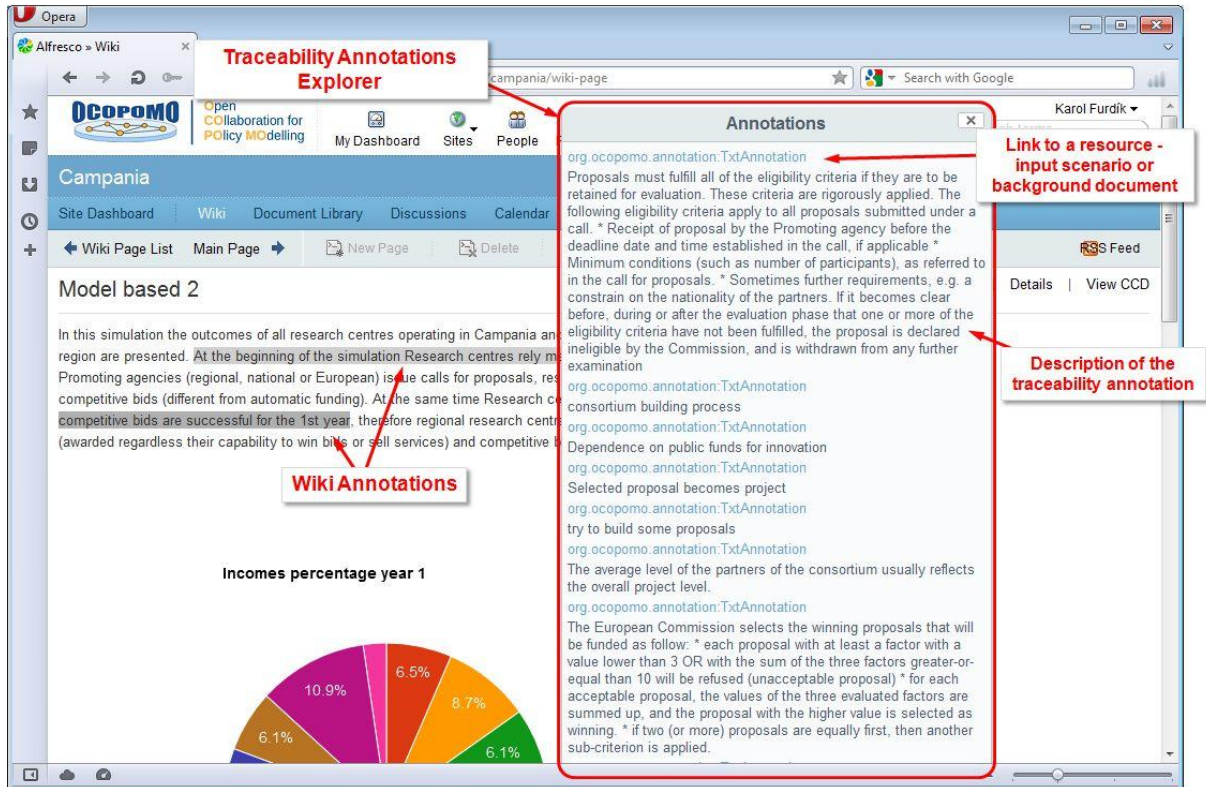 Opera
Alfresco » Wiki
Traceability Annotations
Explorer
/campania/wiki-page
Search with Google
OCOPOMO
Open
COllaboration for
POlicy MOdelling
My Dashboard
Sites
People
Karol Furdík
Annotations
Link to a resource -
input scenario or
background document
Campania
Site Dashboard
Wiki
Document Library
Discussions
Calendar
Wiki Page List
Main Page
New Page
Delete
RSS Feed
Model based 2
Details | View CCD
In this simulation the outcomes of all research centres operating in Campania an
region are presented. At the beginning of the simulation Research centres rely m
Promoting agencies (regional, national or European) issue calls for proposals, res
competitive bids (different from automatic funding). At the same time Research ce
competitive bids are successful for the 1st year, therefore regional research centr
(awarded regardless their capability to win bids or sell services) and competitive b
Wiki Annotations
Incomes percentage year 1
10.9%
6.5%
8.7%
6.1%
6.1%
org.ocopomo.annotation:TxtAnnotation
Proposals must fulfill all of the eligibility criteria if they are to be
retained for evaluation. These criteria are rigorously applied. The
following eligibility criteria apply to all proposals submitted under a
call. * Receipt of proposal by the Promoting agency before the
deadline date and time established in the call, if applicable *
Minimum conditions (such as number of participants), as referred to
in the call for proposals. * Sometimes further requirements, e.g. a
constrain on the nationality of the partners. If it becomes clear
before, during or after the evaluation phase that one or more of the
eligibility criteria have not been fulfilled, the proposal is declared
ineligible by the Commission, and is withdrawn from any further
examination
org.ocopomo.annotation:TxtAnnotation
consortium building process
org.ocopomo.annotation:TxtAnnotation
Dependence on public funds for innovation
org.ocopomo.annotation:TxtAnnotation
Selected proposal becomes project
org.ocopomo.annotation:TxtAnnotation
try to build some proposals
org.ocopomo.annotation:TxtAnnotation
The average level of the partners of the consortium usually reflects
the overall project level.
org.ocopomo.annotation:TxtAnnotation
The European Commission selects the winning proposals that will
be funded as follow: * each proposal with at least a factor with a
value lower than 3 OR with the sum of the three factors greater-or-
equal than 10 will be refused (unacceptable proposal) * for each
acceptable proposal, the values of the three evaluated factors are
summed up, and the proposal with the higher value is selected as
winning. * if two (or more) proposals are equally first, then another
sub-criterion is applied.
Description of the
traceability annotation